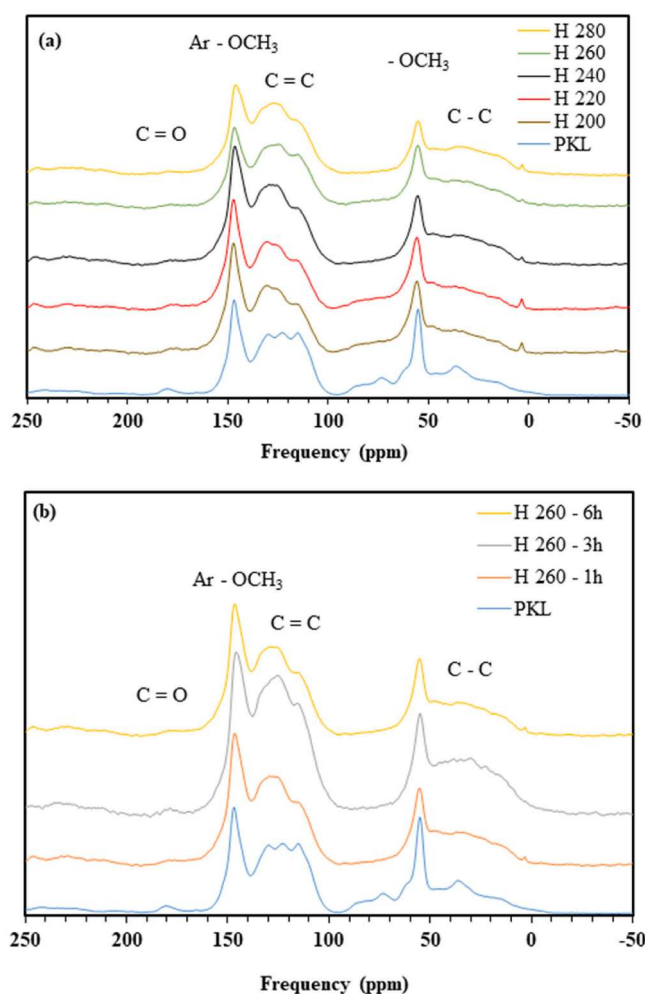 (a)
Ar - OCH3
C = C
C = O
- OCH3
C - C
H 280
H 260
H 240
H 220
H 200
PKL
250 200 150 100 50 0 -50
Frequency (ppm)
(b)
Ar - OCH3
C = C
C = O
C - C
H 260 - 6h
H 260 - 3h
H 260 - 1h
PKL
250 200 150 100 50 0 -50
Frequency (ppm)